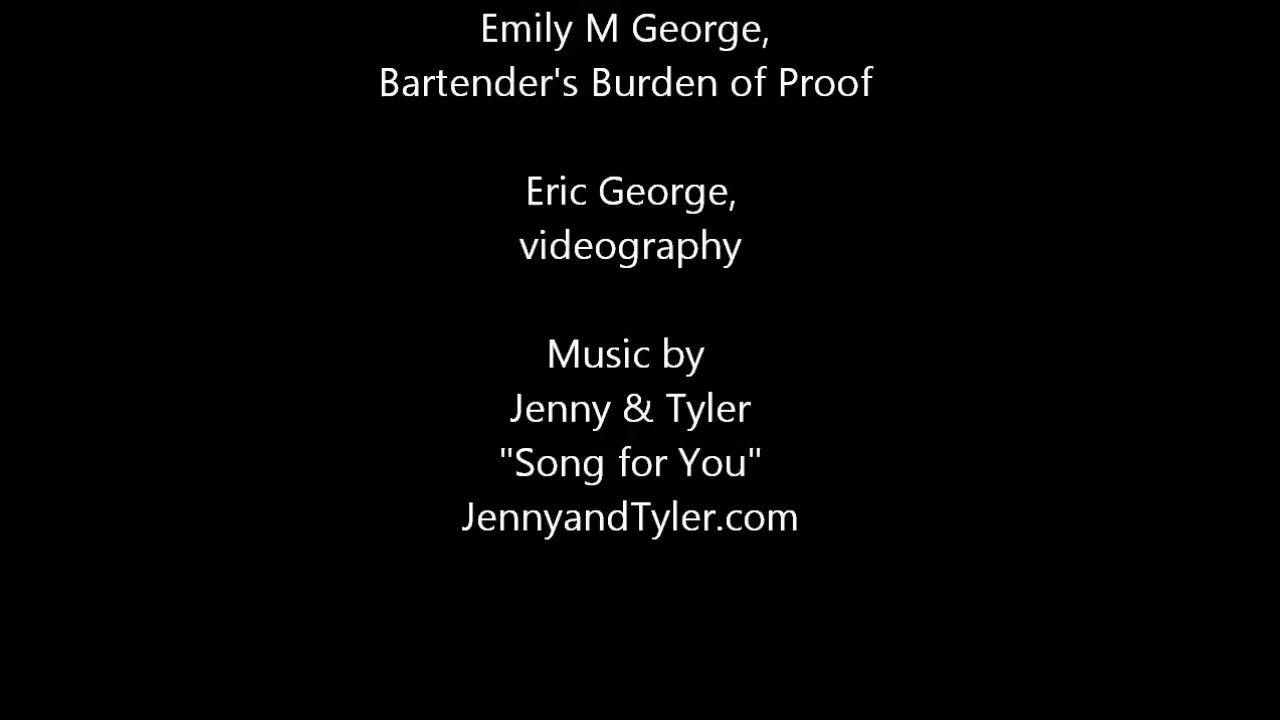 Emily M George,
Bartender's Burden of Proof
Eric George,
videography
Music by
Jenny & Tyler
"Song for You"
JennyandTyler.com